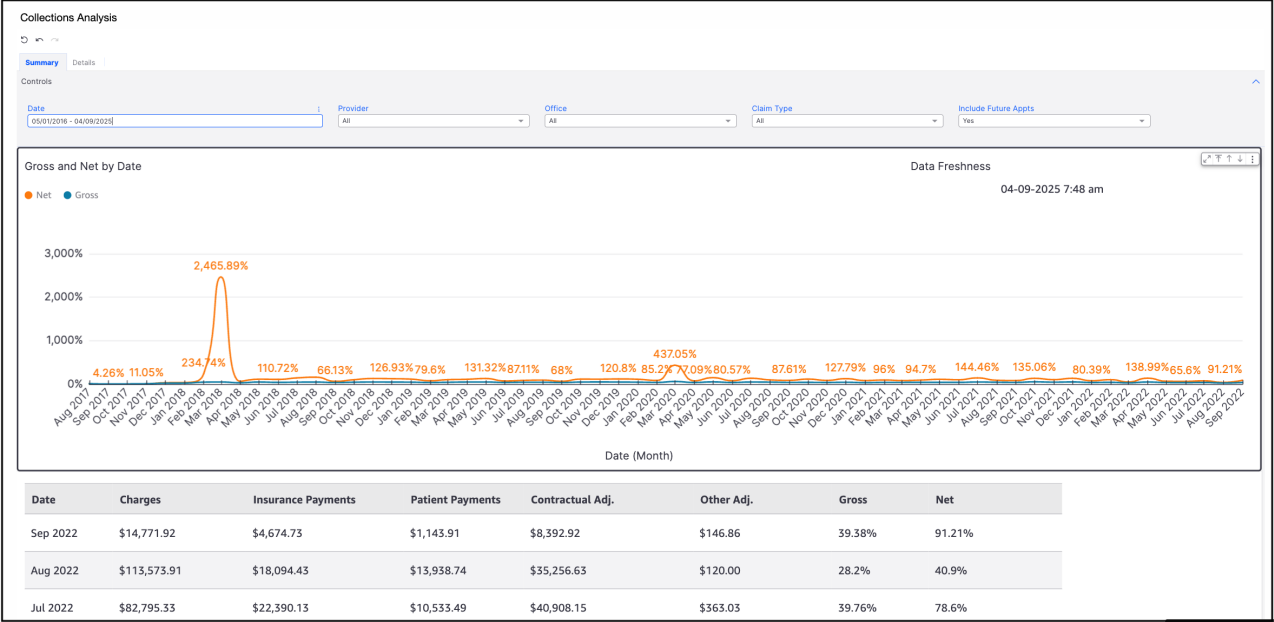 Collections Analysis
Summary Details
Controls
Date Provider Office Claim Type Include Future Appts
05/01/2016 - 04/09/2025 All All All Yes
Gross and Net by Date Data Freshness
04-09-2025 7:48 am
Net Gross
3,000%
2,465.89%
2,000%
1,000%
437.05%
234.74%
4.26% 11.05% 110.72% 66.13% 126.93% 79.6% 131.32% 87.11% 68% 120.8% 85.2% 77.09% 80.57% 87.61% 127.79% 96% 94.7% 144.46% 135.06% 80.39% 138.99% 65.6% 91.21%
0%
Aug 2017 Sep 2017 Oct 2017 Nov 2017 Dec 2017 Jan 2018 Feb 2018 Mar 2018 Apr 2018 May 2018 Jun 2018 Jul 2018 Aug 2018 Sep 2018 Oct 2018 Nov 2018 Dec 2018 Jan 2019 Feb 2019 Mar 2019 Apr 2019 May 2019 Jun 2019 Jul 2019 Aug 2019 Sep 2019 Oct 2019 Nov 2019 Dec 2019 Jan 2020 Feb 2020 Mar 2020 Apr 2020 May 2020 Jun 2020 Jul 2020 Aug 2020 Sep 2020 Oct 2020 Nov 2020 Dec 2020 Jan 2021 Feb 2021 Mar 2021 Apr 2021 May 2021 Jun 2021 Jul 2021 Aug 2021 Sep 2021 Oct 2021 Nov 2021 Dec 2021 Jan 2022 Feb 2022 Mar 2022 Apr 2022 May 2022 Jun 2022 Jul 2022 Aug 2022 Sep 2022
Date (Month)
Date Charges Insurance Payments Patient Payments Contractual Adj. Other Adj. Gross Net
Sep 2022 $14,771.92 $4,674.73 $1,143.91 $8,392.92 $146.86 39.38% 91.21%
Aug 2022 $113,573.91 $18,094.43 $13,938.74 $35,256.63 $120.00 28.2% 40.9%
Jul 2022 $82,795.33 $22,390.13 $10,533.49 $40,908.15 $363.03 39.76% 78.6%